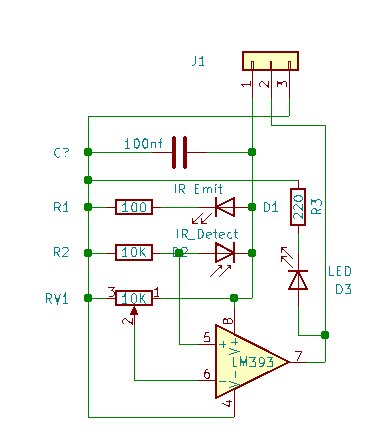 J1
1 2 3
C?
100nf
IR Emit
R1
100
D1
220
R3
IR_Detect
R2
10K
D2
LED
D3
RV1
3
10K
1
2
8
5
+
V+
LM393
7
6
-
V-
4